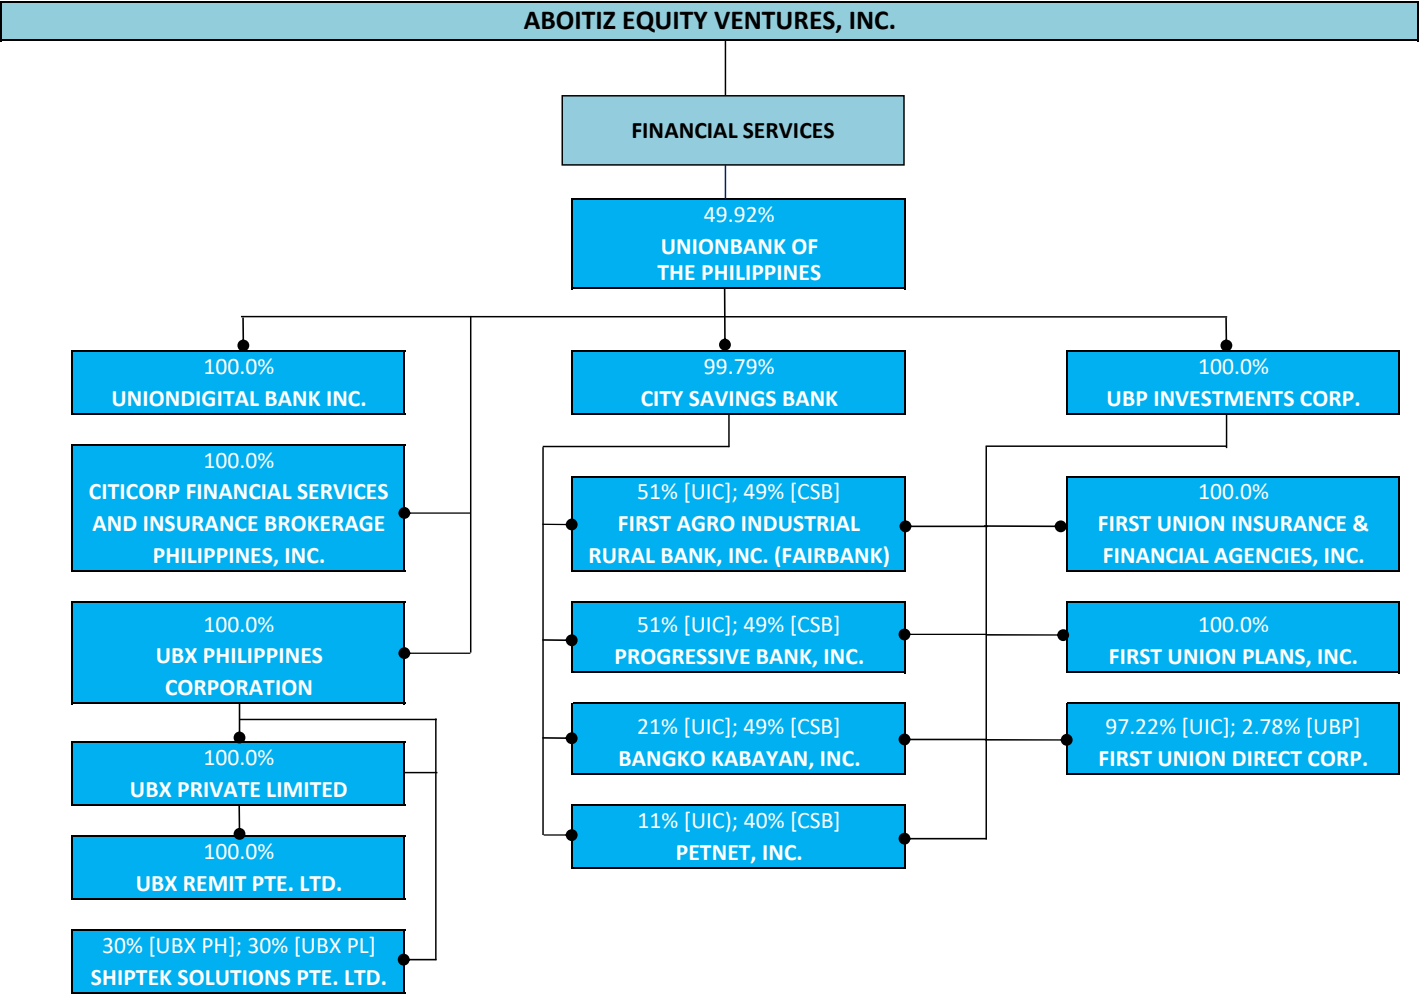 ABOITIZ EQUITY VENTURES, INC.
FINANCIAL SERVICES
49.92%
UNIONBANK OF
THE PHILIPPINES
100.0%
UNIONDIGITAL BANK INC.
99.79%
CITY SAVINGS BANK
100.0%
UBP INVESTMENTS CORP.
100.0%
CITICORP FINANCIAL SERVICES
AND INSURANCE BROKERAGE
PHILIPPINES, INC.
51% [UIC]; 49% [CSB]
FIRST AGRO INDUSTRIAL
RURAL BANK, INC. (FAIRBANK)
100.0%
FIRST UNION INSURANCE &
FINANCIAL AGENCIES, INC.
100.0%
UBX PHILIPPINES
CORPORATION
51% [UIC]; 49% [CSB]
PROGRESSIVE BANK, INC.
100.0%
FIRST UNION PLANS, INC.
21% [UIC]; 49% [CSB]
BANGKO KABAYAN, INC.
97.22% [UIC]; 2.78% [UBP]
FIRST UNION DIRECT CORP.
100.0%
UBX PRIVATE LIMITED
11% [UIC); 40% [CSB]
PETNET, INC.
100.0%
UBX REMIT PTE. LTD.
30% [UBX PH]; 30% [UBX PL]
SHIPTEK SOLUTIONS PTE. LTD.